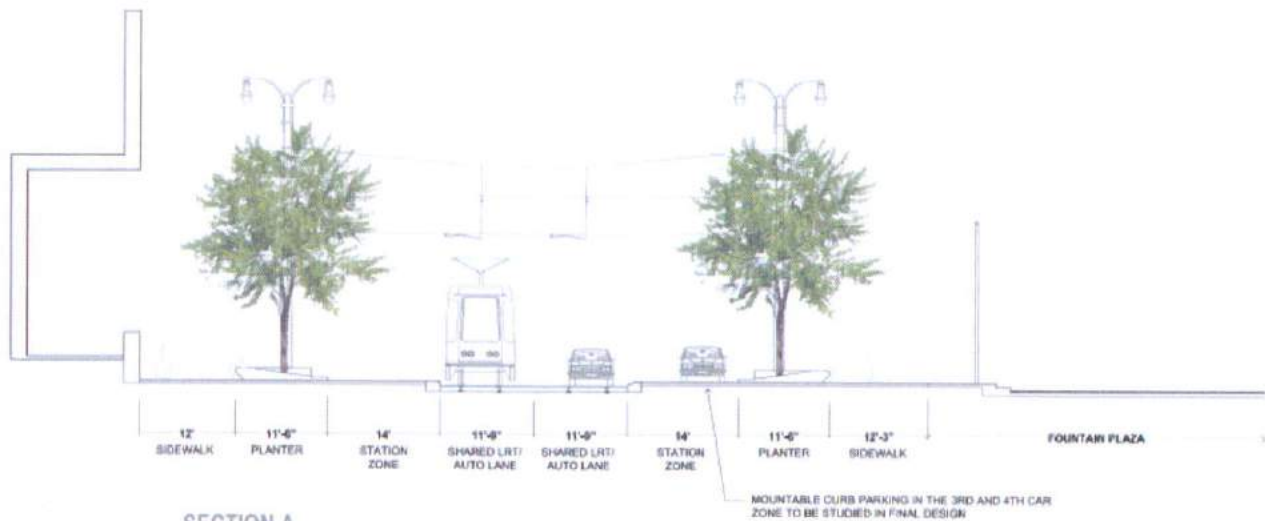 12' 11'-6" 14' 11'-9" 11'-9" 14' 11'-6" 12'-3" FOUNTAIN PLAZA
SIDEWALK PLANTER STATION SHARED LRT/ SHARED LRT/ STATION PLANTER SIDEWALK
ZONE AUTO LANE AUTO LANE ZONE
MOUNTABLE CURB PARKING IN THE 3RD AND 4TH CAR
ZONE TO BE STUDIED IN FINAL DESIGN
SECTION A